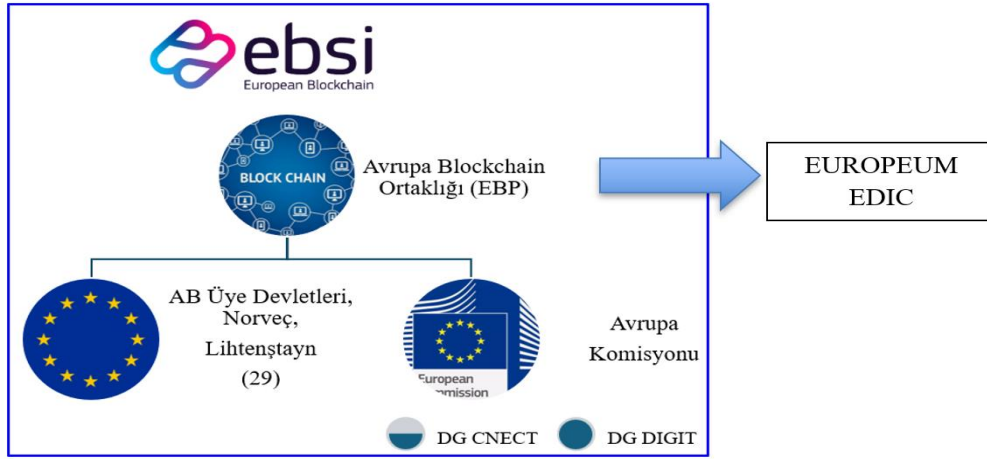 ebsi
European Blockchain
BLOCK CHAIN
Avrupa Blockchain
Ortaklığı (EBP)
EUROPEUM
EDIC
AB Üye Devletleri,
Norveç,
Lihtenştayn
(29)
European
Commission
Avrupa
Komisyonu
DG CNECT
DG DIGIT